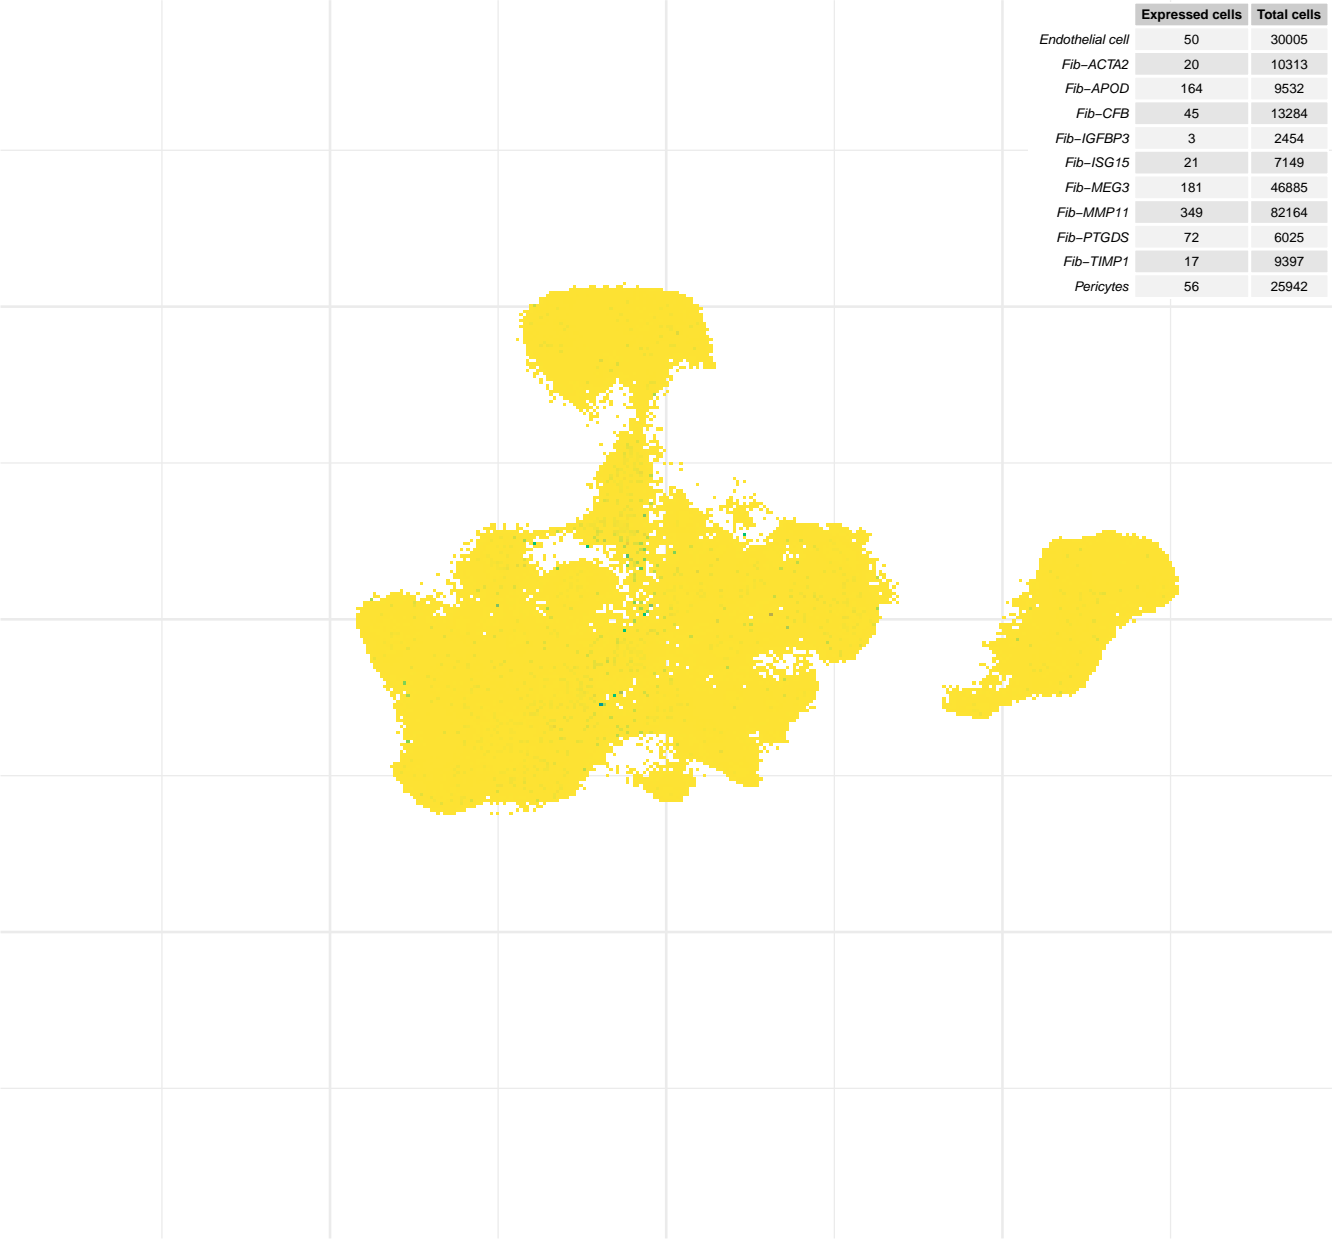 Expressed cells Total cells
Endothelial cell 50 30005
Fib−ACTA2 20 10313
Fib−APOD 164 9532
Fib−CFB 45 13284
Fib−IGFBP3 3 2454
Fib−ISG15 21 7149
Fib−MEG3 181 46885
Fib−MMP11 349 82164
Fib−PTGDS 72 6025
Fib−TIMP1 17 9397
Pericytes 56 25942